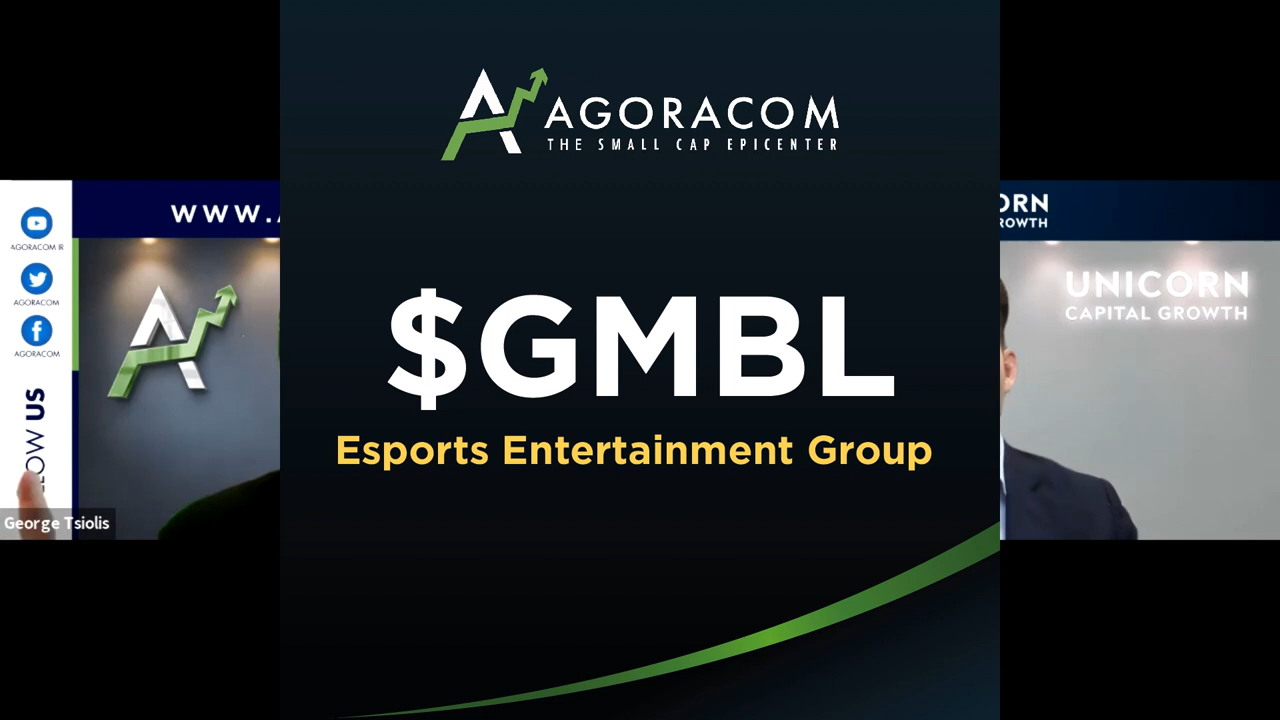 AGORACOM
THE SMALL CAP EPICENTER
$GMBL
Esports Entertainment Group
WWW.
AGORACOM IR
AGORACOM
AGORACOM
LOW US
George Tsiolis
ORN
ROWTH
UNICORN
CAPITAL GROWTH